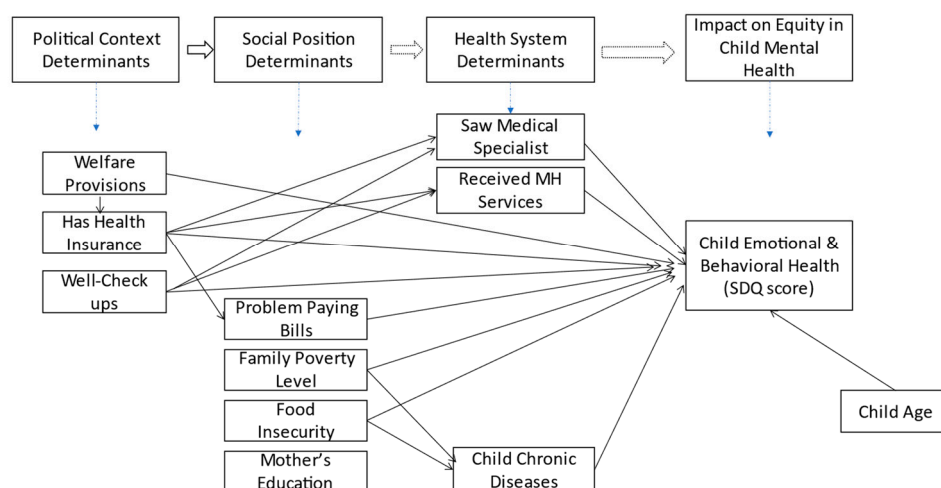 Political Context
Determinants
Social Position
Determinants
Health System
Determinants
Impact on Equity in
Child Mental
Health
Welfare
Provisions
Has Health
Insurance
Well-Check
ups
Saw Medical
Specialist
Received MH
Services
Problem Paying
Bills
Family Poverty
Level
Food
Insecurity
Mother's
Education
Child Chronic
Diseases
Child Emotional &
Behavioral Health
(SDQ score)
Child Age